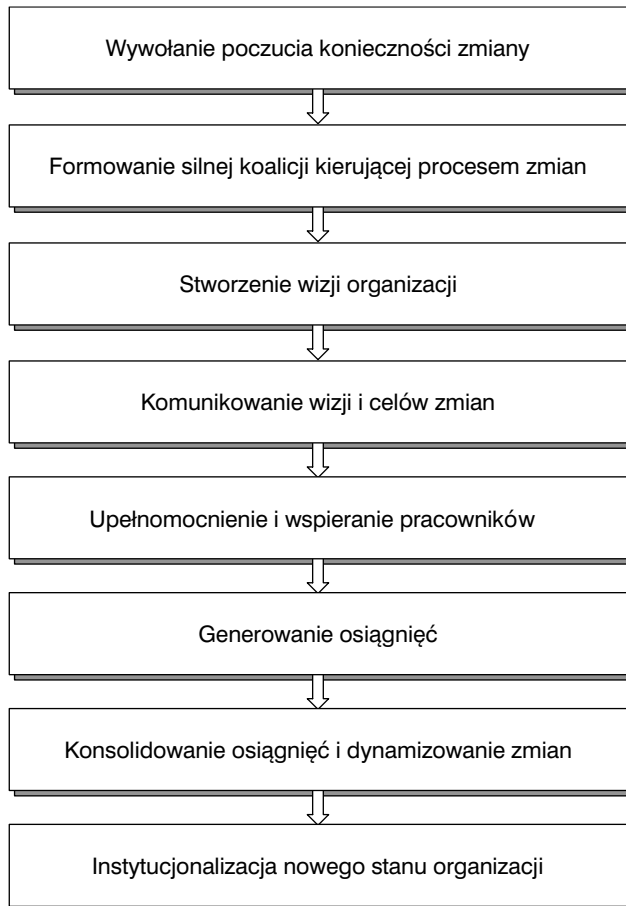 Wywołanie poczucia konieczności zmiany
Formowanie silnej koalicji kierującej procesem zmian
Stworzenie wizji organizacji
Komunikowanie wizji i celów zmian
Upełnomocnienie i wspieranie pracowników
Generowanie osiągnięć
Konsolidowanie osiągnięć i dynamizowanie zmian
Instytucjonalizacja nowego stanu organizacji